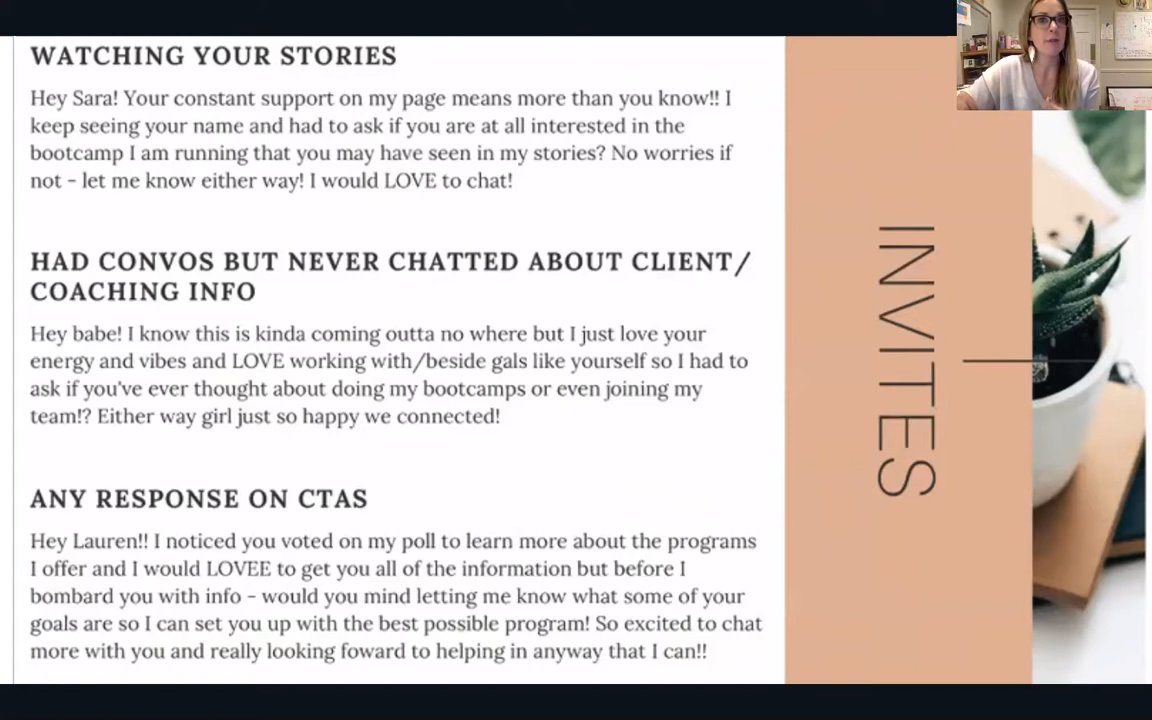 WATCHING YOUR STORIES
Hey Sara! Your constant support on my page means more than you know!! I
keep seeing your name and had to ask if you are at all interested in the
bootcamp I am running that you may have seen in my stories? No worries if
not - let me know either way! I would LOVE to chat!
HAD CONVOS BUT NEVER CHATTED ABOUT CLIENT/
COACHING INFO
Hey babe! I know this is kinda coming outta no where but I just love your
energy and vibes and LOVE working with/beside gals like yourself so I had to
ask if you've ever thought about doing my bootcamps or even joining my
team!? Either way girl just so happy we connected!
ANY RESPONSE ON CTAS
Hey Lauren!! I noticed you voted on my poll to learn more about the programs
I offer and I would LOVEE to get you all of the information but before I
bombard you with info - would you mind letting me know what some of your
goals are so I can set you up with the best possible program! So excited to chat
more with you and really looking foward to helping in anyway that I can!!
INVITES